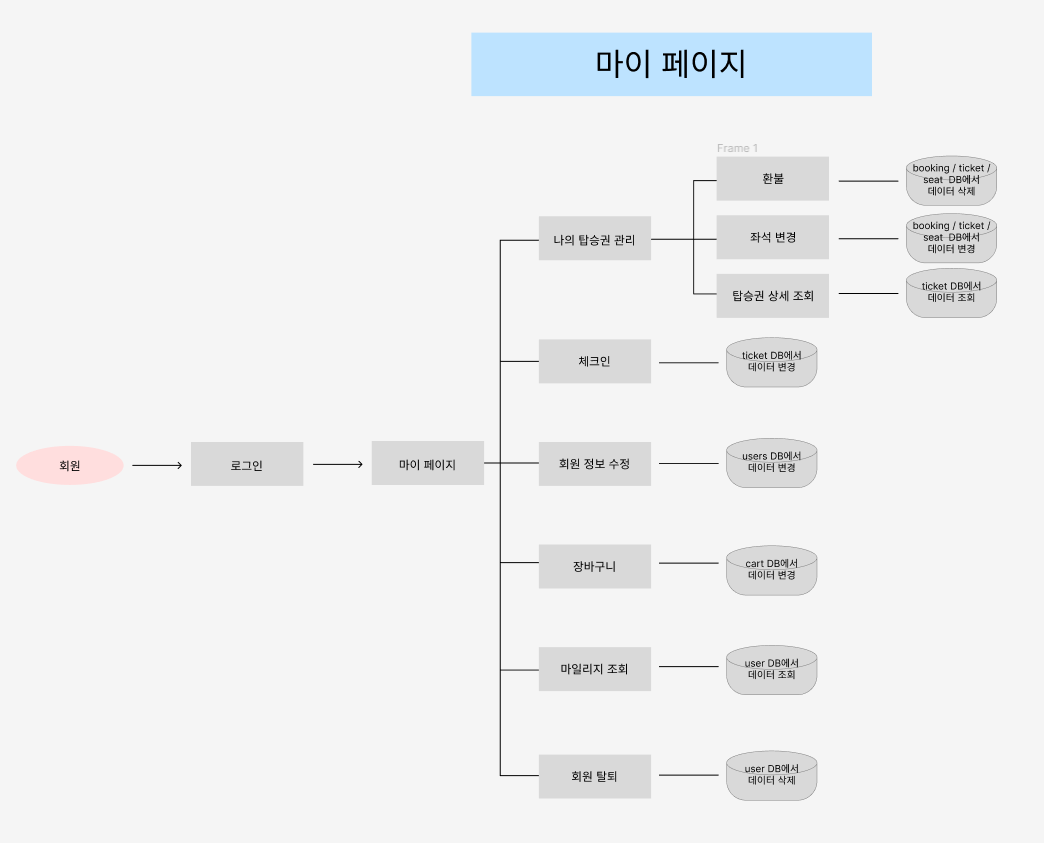 마이 페이지
Frame 1
환불
booking / ticket /
seat DB에서
데이터 삭제
나의 탑승권 관리
좌석 변경
booking / ticket /
seat DB에서
데이터 변경
탑승권 상세 조회
ticket DB에서
데이터 조회
체크인
ticket DB에서
데이터 변경
회원
로그인
마이 페이지
회원 정보 수정
users DB에서
데이터 변경
장바구니
cart DB에서
데이터 변경
마일리지 조회
user DB에서
데이터 조회
회원 탈퇴
user DB에서
데이터 삭제